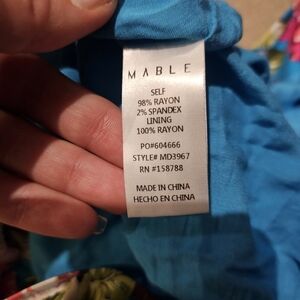 MABLE
SELF
98% RAYON
2% SPANDEX
LINING
100% RAYON
PO#604666
STYLE# MD3967
RN #158788
MADE IN CHINA
HECHO EN CHINA